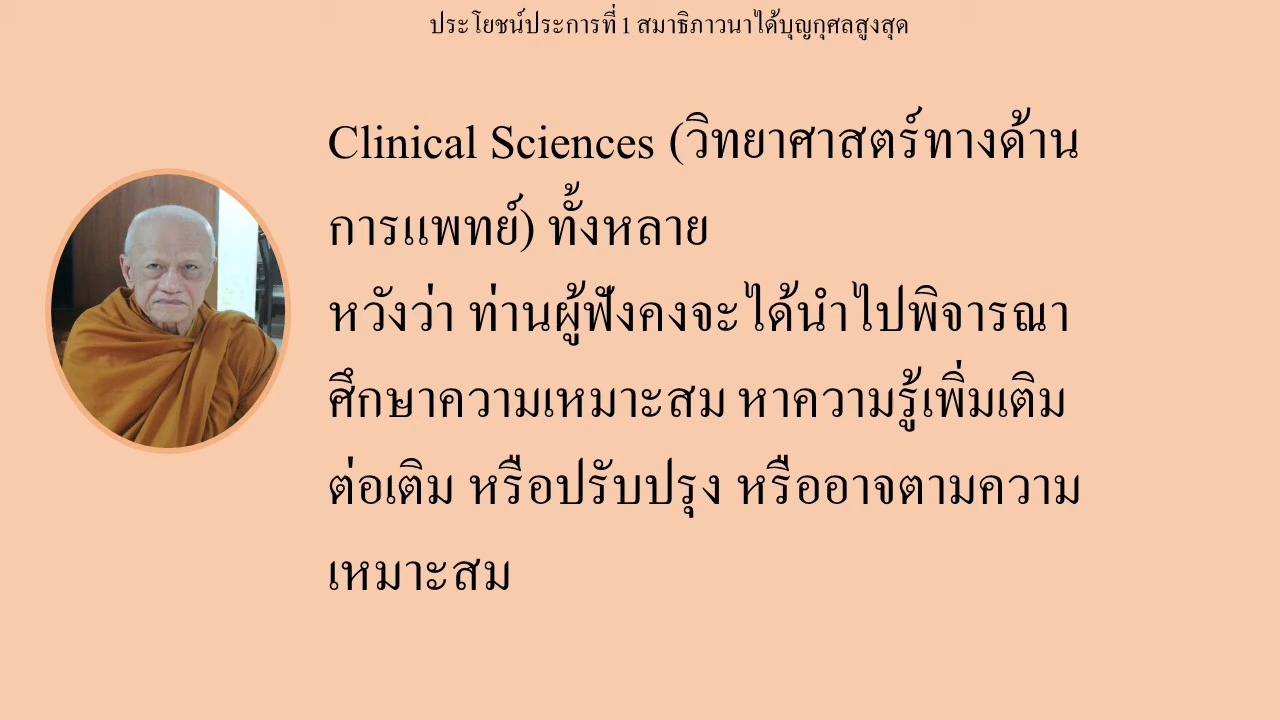 ประโยชน์ประการที่ 1 สมาธิภาวนาได้บุญกุศลสูงสุด
Clinical Sciences (วิทยาศาสตร์ทางด้าน
การแพทย์) ทั้งหลาย
หวังว่า ท่านผู้ฟังคงจะได้นำไปพิจารณา
ศึกษาความเหมาะสม หาความรู้เพิ่มเติม
ต่อเติม หรือปรับปรุง หรืออาจตามความ
เหมาะสม